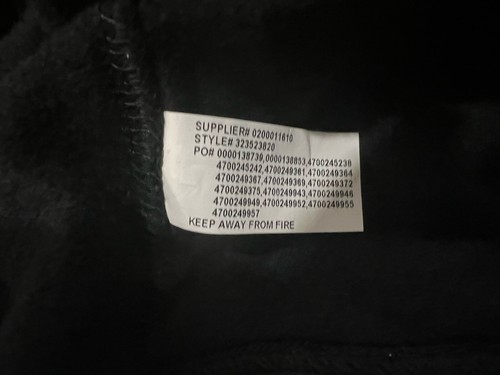 SUPPLIER# 0200011610
STYLE# 323523820
PO# 0000138739,0000138853,4700245238
4700245242,4700249361,4700249364
4700249367,4700249369,4700249372
4700249375,4700249943,4700249946
4700249949,4700249952,4700249955
4700249957
KEEP AWAY FROM FIRE